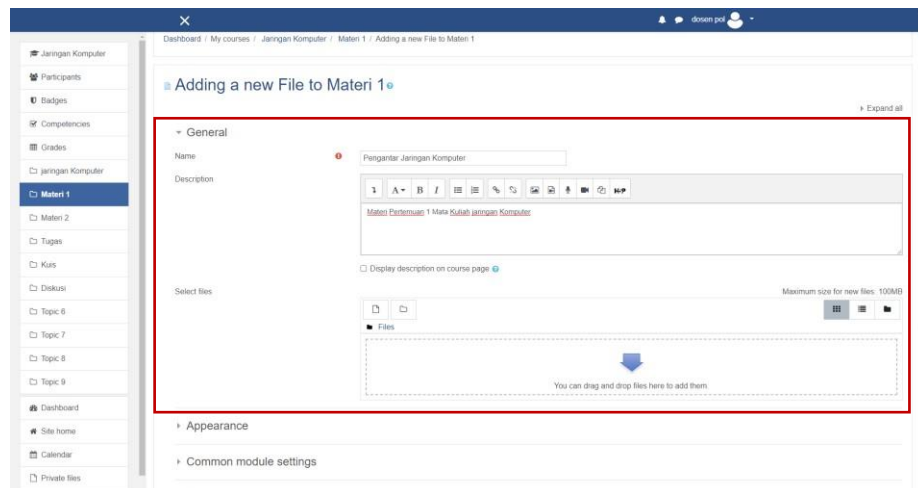 dosen pol
Dashboard / My courses / Jaringan Komputer / Materi 1 / Adding a new File to Materi 1
Jaringan Komputer
Participants
Badges
Competencies
Grades
jaringan Komputer
Materi 1
Materi 2
Tugas
Kuis
Diskusi
Topic 6
Topic 7
Topic 8
Topic 9
Dashboard
Site home
Calendar
Private files
Adding a new File to Materi 1
Expand all
General
Name
Pengantar Jaringan Komputer
Description
A B I H-P
Materi Pertemuan 1 Mata Kuliah jaringan Komputer
Display description on course page
Select files
Maximum size for new files: 100MB
Files
You can drag and drop files here to add them.
Appearance
Common module settings